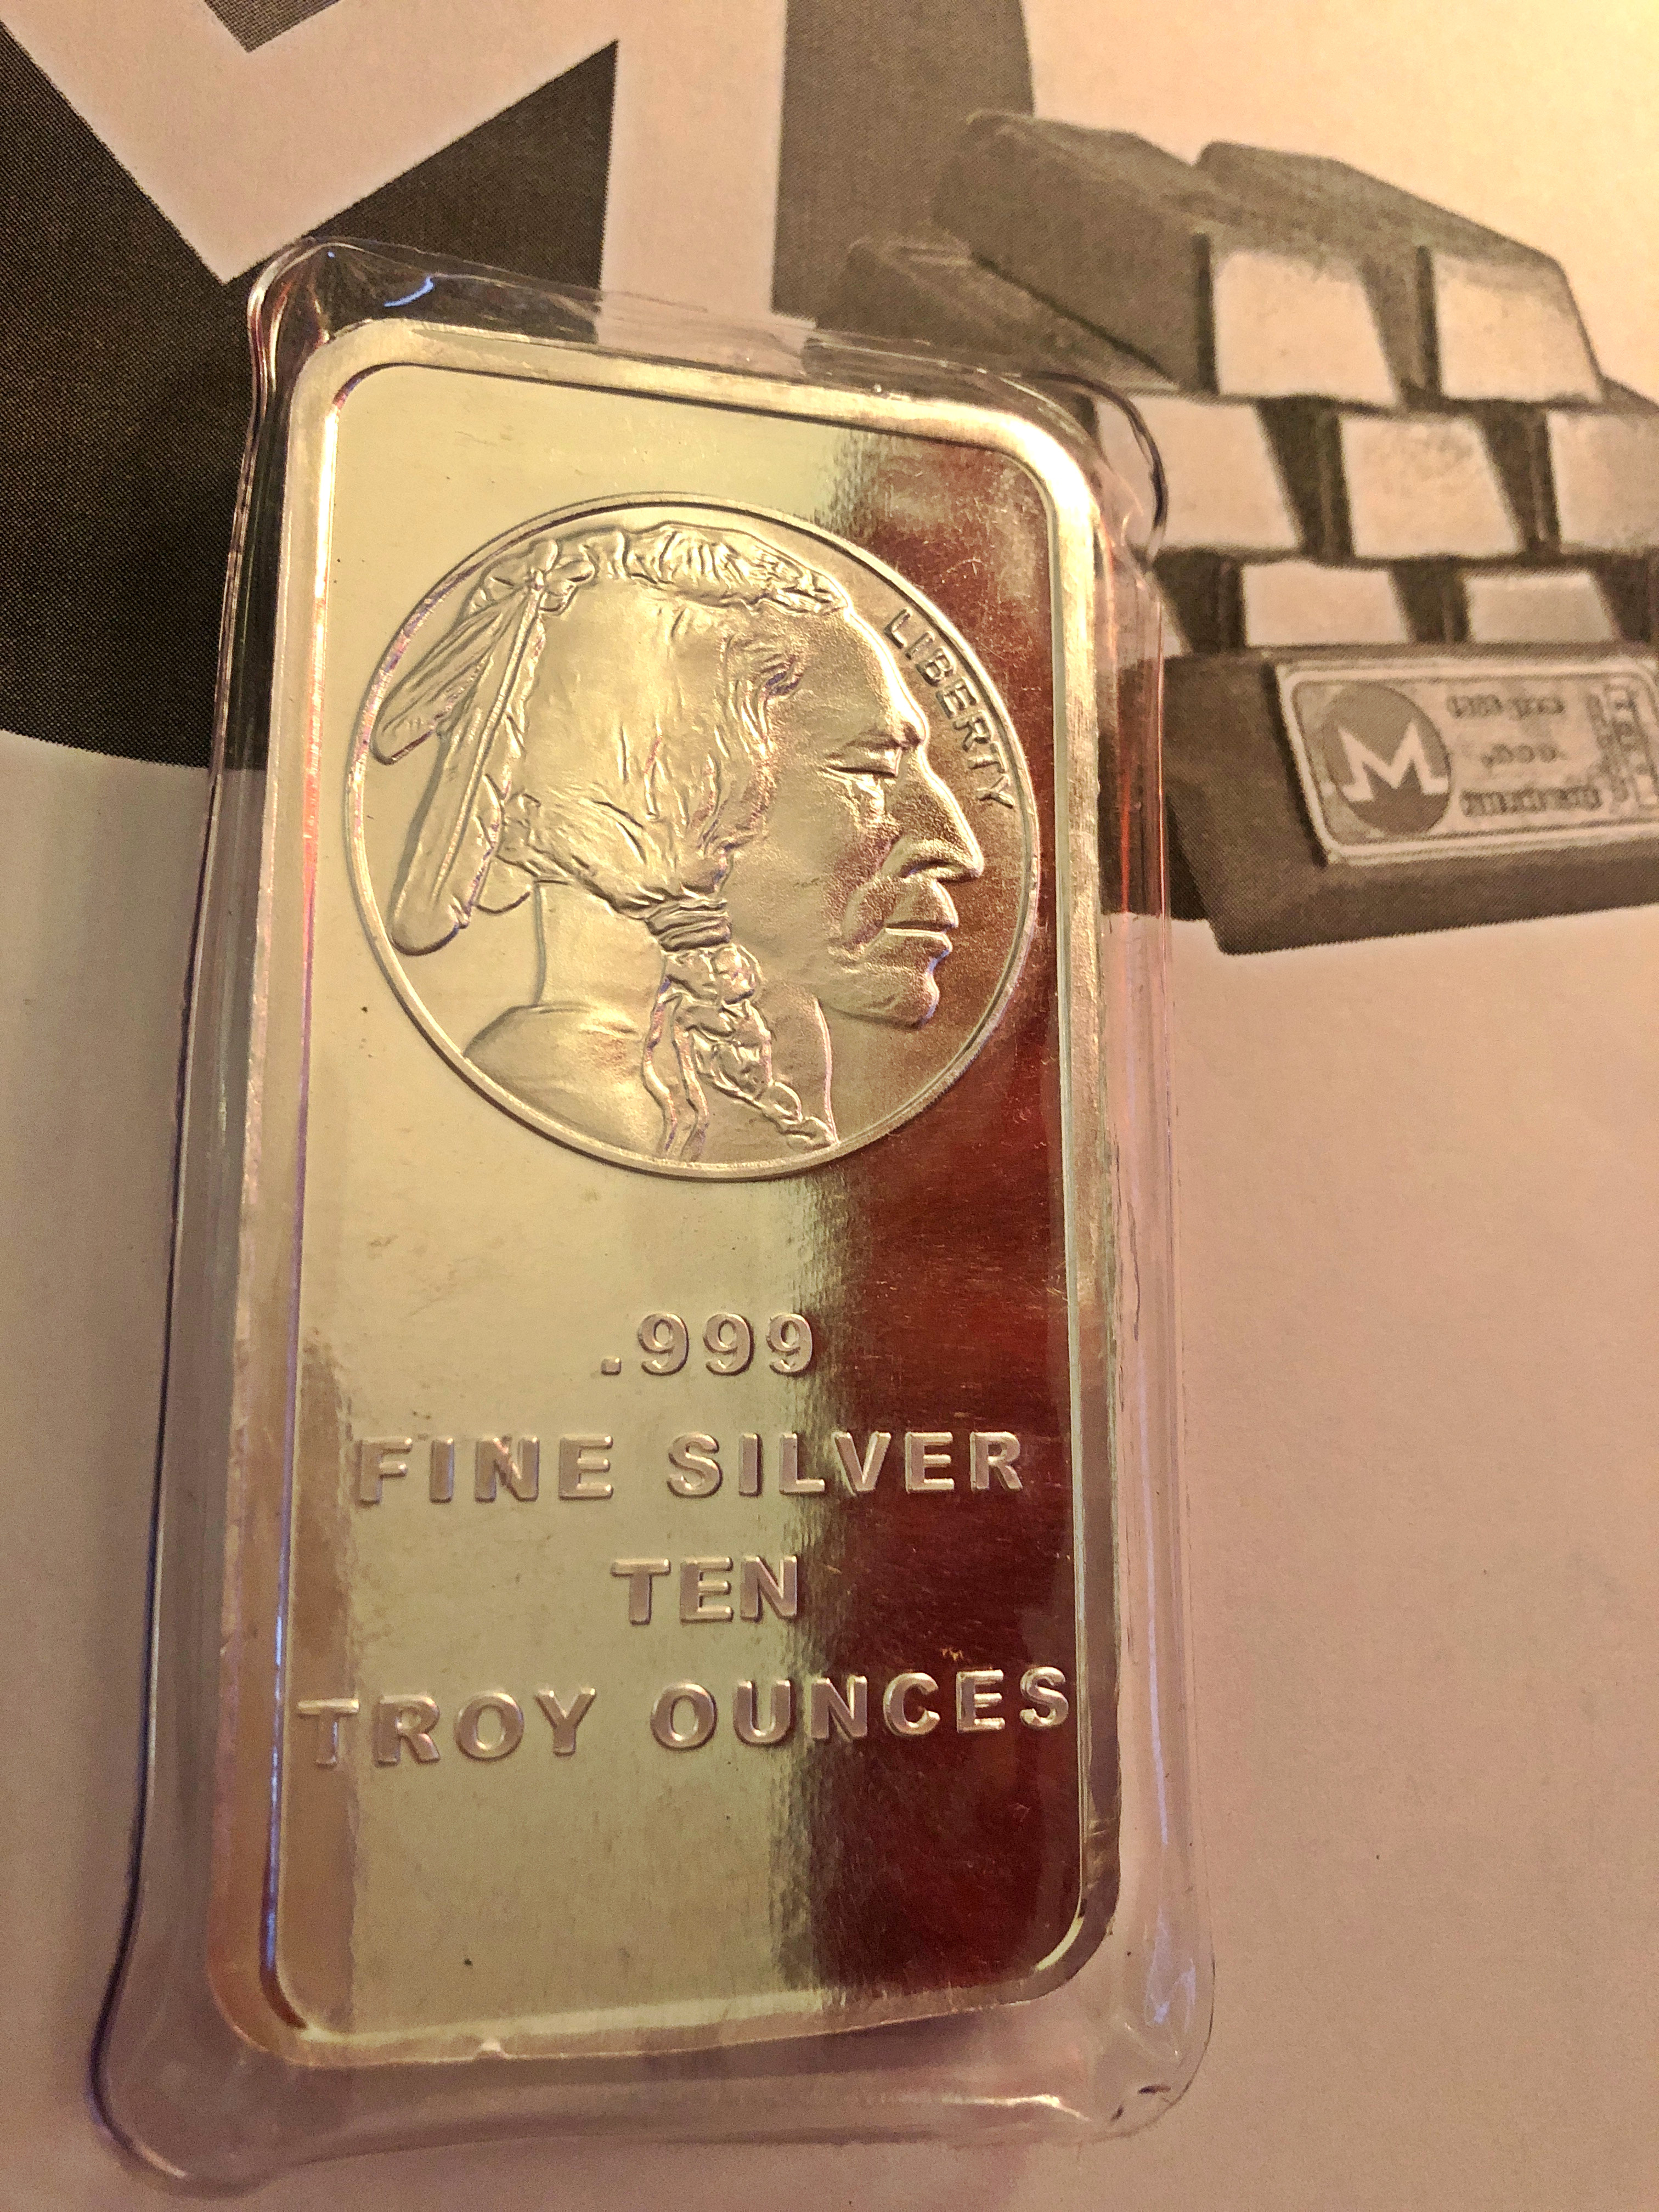 LIBERTY
.999
FINE SILVER
TEN
TROY OUNCES